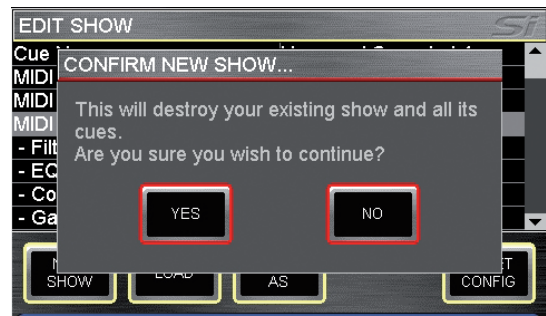 EDIT SHOW
Si
Cue
CONFIRM NEW SHOW...
MIDI
MIDI
MIDI
This will destroy your existing show and all its
cues.
Are you sure you wish to continue?
- Filt
- EQ
- Co
- Ga
YES
NO
SHOW
LOAD
AS
CONFIG